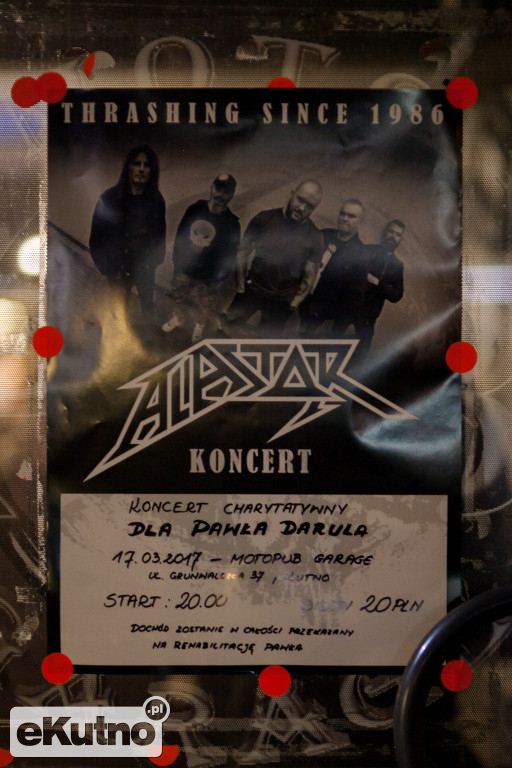 THRASHING SINCE 1986
ALASTOR
KONCERT
KONCERT CHARYTATYWNY
DLA PAWŁA DARULA
17.03.2017 – MOTOPUB GARAGE
UL. GRUNWALDZKA 37, KUTNO
START: 20.00 BILETY 20 PLN
DOCHÓD ZOSTANIE W CAŁOŚCI PRZEKAZANY
NA REHABILITACJĘ PAWŁA
eKutno.pl